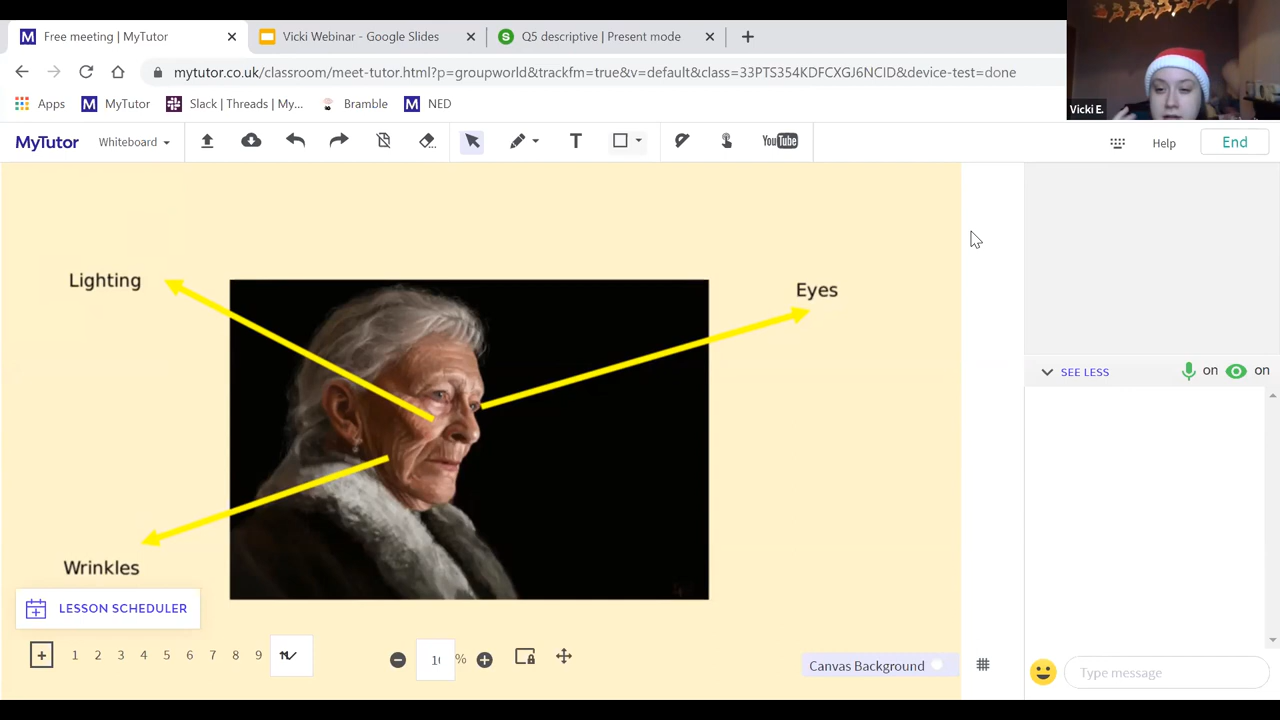 Free meeting | MyTutor
Vicki Webinar - Google Slides
Q5 descriptive | Present mode
mytutor.co.uk/classroom/meet-tutor.html?p=groupworld&trackfm=true&v=default&class=33PTS354KDFCXGJ6NCID&device-test=done
Apps
MyTutor
Slack | Threads | My...
Bramble
NED
Vicki E.
MyTutor
Whiteboard
T
YouTube
Help
End
Lighting
Eyes
Wrinkles
SEE LESS
on
on
LESSON SCHEDULER
1 2 3 4 5 6 7 8 9
%
Canvas Background
Type message